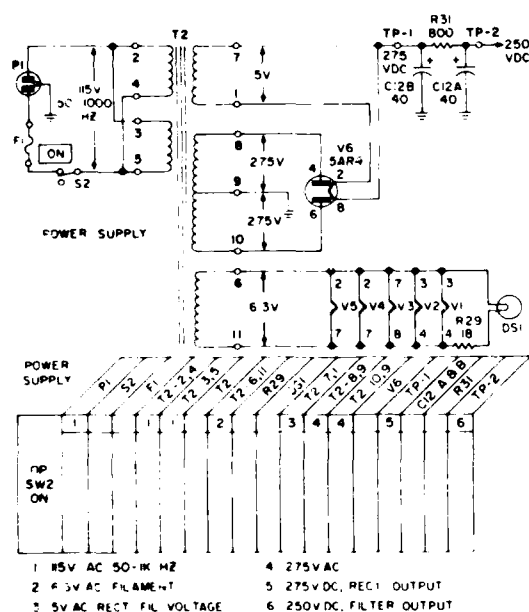 T2
TP-1 R31 TP-2
800
P1
2
7
275 VDC
250 VDC
115V
50 1000
HZ
5V
C12B
40
C12A
40
4
1
3
F1
ON
S2
5
8
275V
V6
5AR4
4 2
9
6 8
275V
POWER SUPPLY
10
6
6.3V
2 2 7 3 3
V5 V4 V3 V2 V1
7 7 8 4 4
R29
18
DS1
11
POWER
SUPPLY
P1
S2
F1
T2-2,4
T2 3,5
T2 6,11
R29
DS1
T2 7,1
T2-8,9
T2 10,9
V6
TP-1
C12 A&B
R31
TP-2
1 1 1 2 3 4 4 5 6
OP
SW2
ON
1 115V AC 50-1K HZ
2 6.3V AC FILAMENT
3 5V AC RECT FIL VOLTAGE
4 275V AC
5 275V DC, RECT OUTPUT
6 250V DC, FILTER OUTPUT